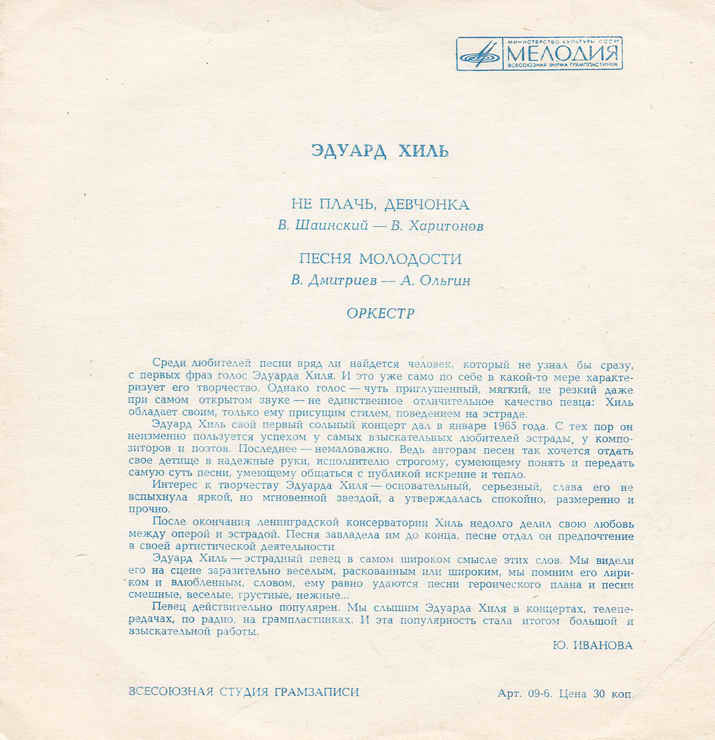 МИНИСТЕРСТВО КУЛЬТУРЫ СССР
МЕЛОДИЯ
ВСЕСОЮЗНАЯ ФИРМА ГРАМПЛАСТИНОК
ЭДУАРД ХИЛЬ
НЕ ПЛАЧЬ, ДЕВЧОНКА
В. Шаинский — В. Харитонов
ПЕСНЯ МОЛОДОСТИ
В. Дмитриев — А. Ольгин
ОРКЕСТР
Среди любителей песни вряд ли найдется человек, который не узнал бы сразу,
с первых фраз голос Эдуарда Хиля. И это уже само по себе в какой-то мере характе-
ризует его творчество. Однако голос — чуть приглушенный, мягкий, не резкий даже
при самом открытом звуке — не единственное отличительное качество певца: Хиль
обладает своим, только ему присущим стилем, поведением на эстраде.
Эдуард Хиль свой первый сольный концерт дал в январе 1965 года. С тех пор он
неизменно пользуется успехом у самых взыскательных любителей эстрады, у компо-
зиторов и поэтов. Последнее — немаловажно. Ведь авторам песен так хочется отдать
свое детище в надежные руки, исполнителю строгому, сумеющему понять и передать
самую суть песни, умеющему общаться с публикой искренне и тепло.
Интерес к творчеству Эдуарда Хиля — основательный, серьезный, слава его не
вспыхнула яркой, но мгновенной звездой, а утверждалась спокойно, размеренно и
прочно.
После окончания ленинградской консерватории Хиль недолго делил свою любовь
между оперой и эстрадой. Песня завладела им до конца, песне отдал он предпочтение
в своей артистической деятельности
Эдуард Хиль — эстрадный певец в самом широком смысле этих слов. Мы видели
его на сцене заразительно веселым, раскованным или широким, мы помним его лири-
ком и влюбленным, словом, ему равно удаются песни героического плана и песни
смешные, веселые, грустные, нежные...
Певец действительно популярен. Мы слышим Эдуарда Хиля в концертах, телепе-
редачах, по радио, на грампластинках. И эта популярность стала итогом большой и
взыскательной работы.
Ю. ИВАНОВА
ВСЕСОЮЗНАЯ СТУДИЯ ГРАМЗАПИСИ
Арт. 09-6. Цена 30 коп.